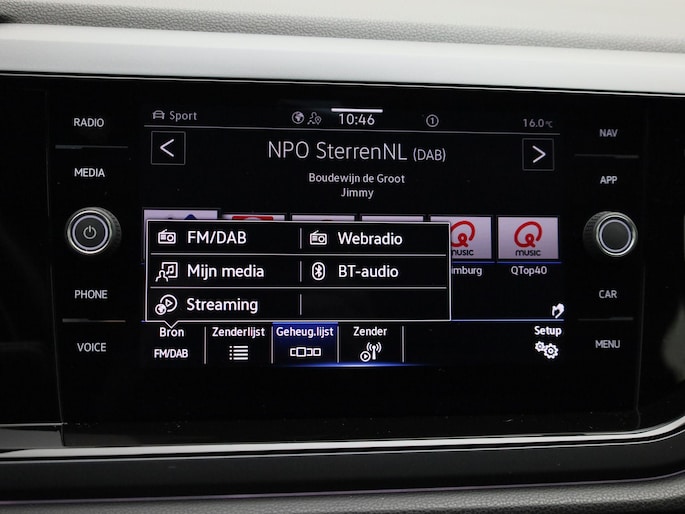 RADIO
MEDIA
PHONE
VOICE
Sport
10:46
1
16.0°C
NPO SterrenNL (DAB)
Boudewijn de Groot
Jimmy
FM/DAB
Webradio
Mijn media
BT-audio
Streaming
Q
MUSIC
Q
MUSIC
QTop40
Bron
FM/DAB
Zenderlijst
Geheug.lijst
Zender
Setup
NAV
APP
CAR
MENU